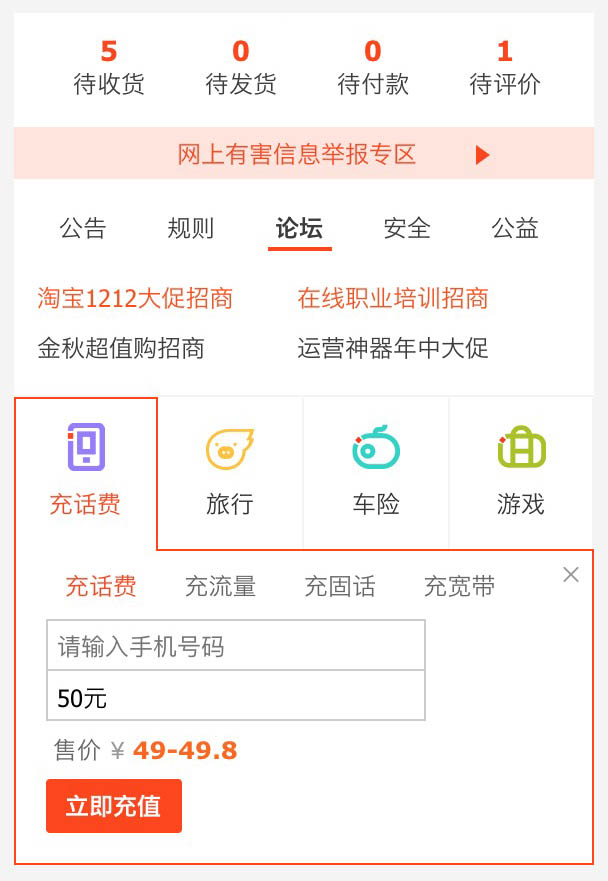 5 0 0 1
待收货 待发货 待付款 待评价
网上有害信息举报专区
公告 规则 论坛 安全 公益
淘宝1212大促招商 在线职业培训招商
金秋超值购招商 运营神器年中大促
充话费 旅行 车险 游戏
充话费 充流量 充固话 充宽带
请输入手机号码
50元
售价 ¥ 49-49.8
立即充值